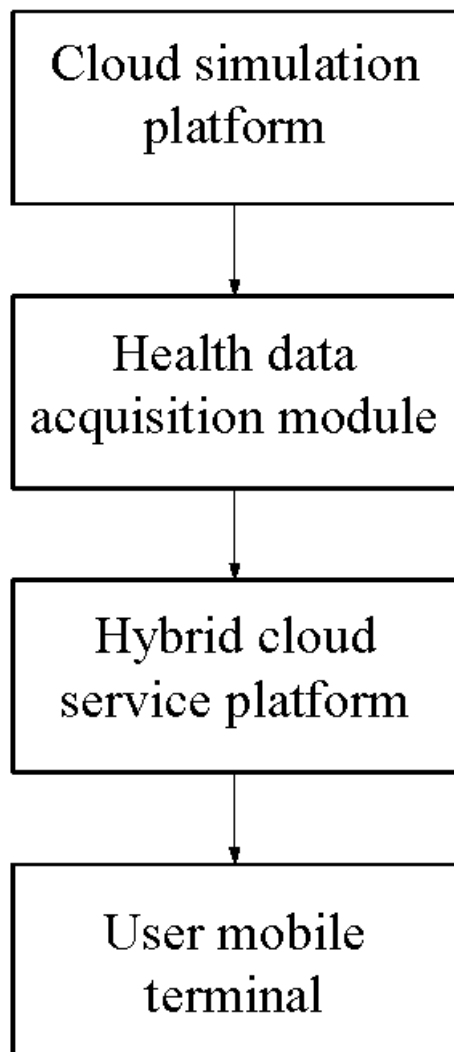 Cloud simulation
platform
Health data
acquisition module
Hybrid cloud
service platform
User mobile
terminal